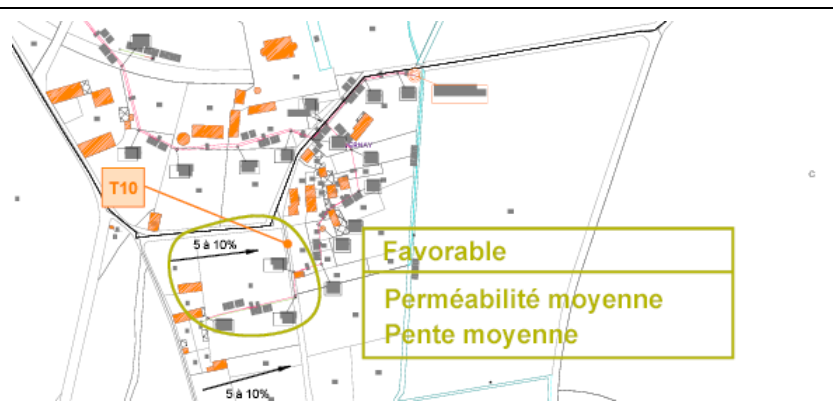 T10
5 à 10%
Favorable
Perméabilité moyenne
Pente moyenne
5 à 10%